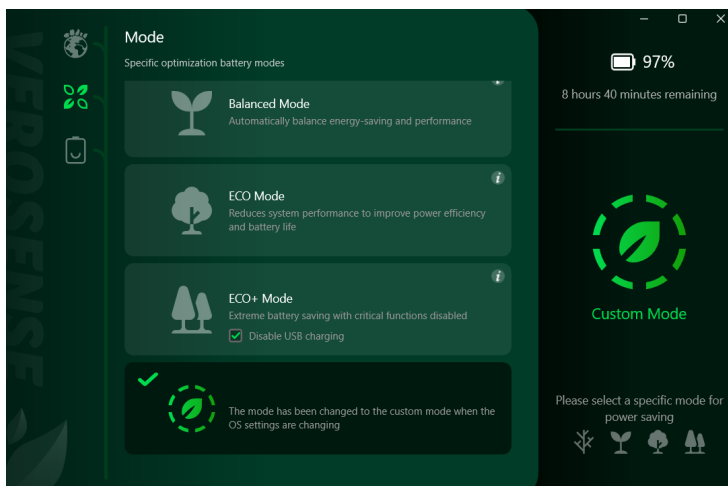 VEROSENSE
Mode
Specific optimization battery modes
Balanced Mode
Automatically balance energy-saving and performance
ECO Mode
Reduces system performance to improve power efficiency
and battery life
ECO+ Mode
Extreme battery saving with critical functions disabled
Disable USB charging
The mode has been changed to the custom mode when the
OS settings are changing
97%
8 hours 40 minutes remaining
Custom Mode
Please select a specific mode for
power saving